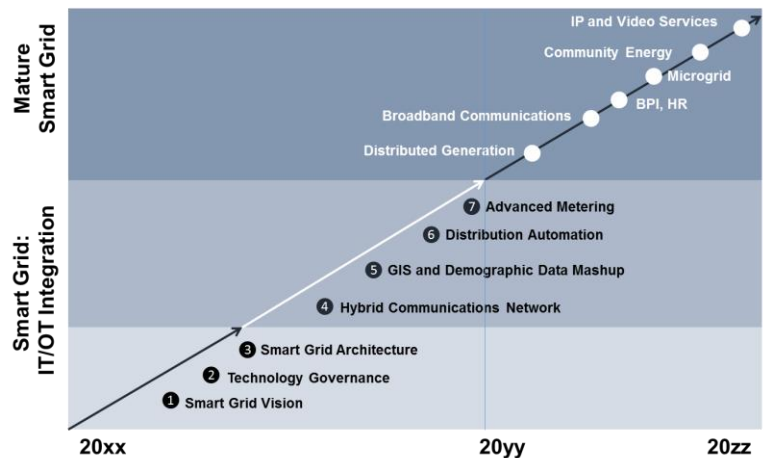 IP and Video Services
Community Energy
Microgrid
BPI, HR
Broadband Communications
Distributed Generation
Mature
Smart Grid
7 Advanced Metering
6 Distribution Automation
5 GIS and Demographic Data Mashup
4 Hybrid Communications Network
Smart Grid:
IT/OT Integration
3 Smart Grid Architecture
2 Technology Governance
1 Smart Grid Vision
20xx
20yy
20zz